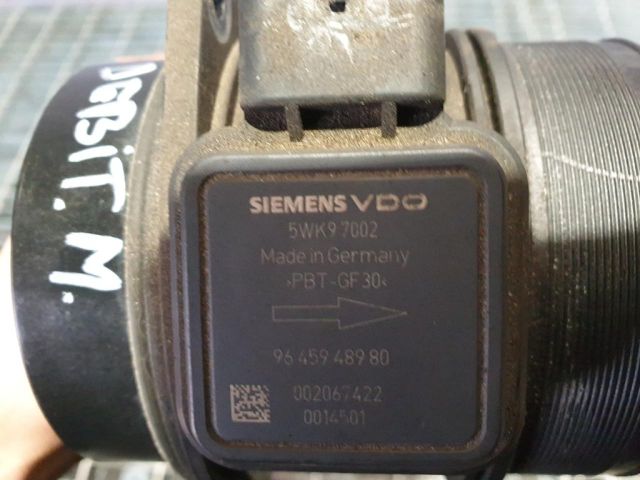 DEBiT. M.
SIEMENS VDO
5WK9 7002
Made in Germany
>PBT-GF30<
96 459 489 80
002067422
0014501